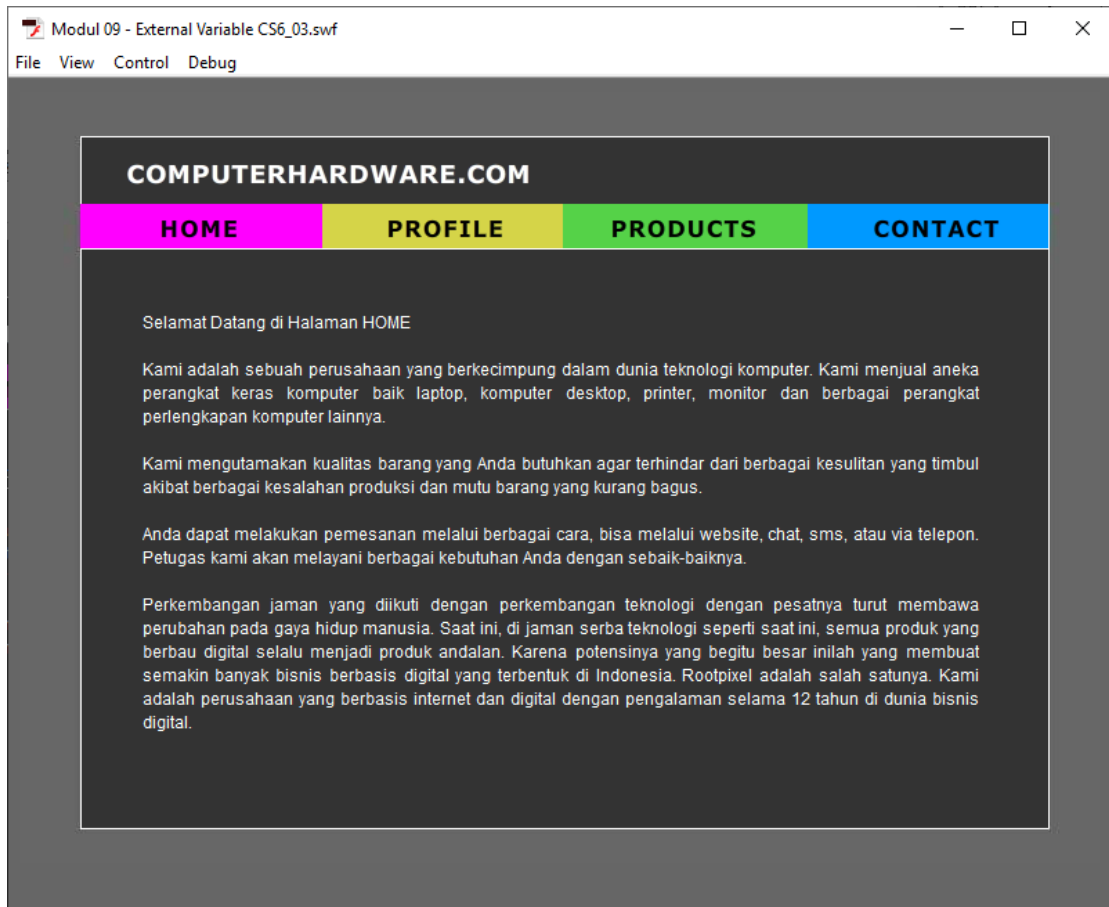 Modul 09 - External Variable CS6_03.swf
File View Control Debug
COMPUTERHARDWARE.COM
HOME PROFILE PRODUCTS CONTACT
Selamat Datang di Halaman HOME
Kami adalah sebuah perusahaan yang berkecimpung dalam dunia teknologi komputer. Kami menjual aneka
perangkat keras komputer baik laptop, komputer desktop, printer, monitor dan berbagai perangkat
perlengkapan komputer lainnya.
Kami mengutamakan kualitas barang yang Anda butuhkan agar terhindar dari berbagai kesulitan yang timbul
akibat berbagai kesalahan produksi dan mutu barang yang kurang bagus.
Anda dapat melakukan pemesanan melalui berbagai cara, bisa melalui website, chat, sms, atau via telepon.
Petugas kami akan melayani berbagai kebutuhan Anda dengan sebaik-baiknya.
Perkembangan jaman yang diikuti dengan perkembangan teknologi dengan pesatnya turut membawa
perubahan pada gaya hidup manusia. Saat ini, di jaman serba teknologi seperti saat ini, semua produk yang
berbau digital selalu menjadi produk andalan. Karena potensinya yang begitu besar inilah yang membuat
semakin banyak bisnis berbasis digital yang terbentuk di Indonesia. Rootpixel adalah salah satunya. Kami
adalah perusahaan yang berbasis internet dan digital dengan pengalaman selama 12 tahun di dunia bisnis
digital.